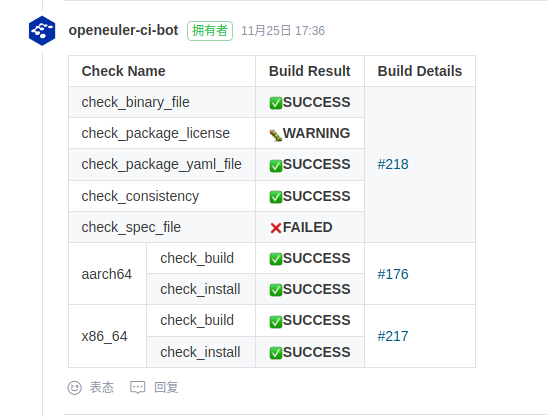 openeuler-ci-bot 拥有者 11月25日 17:36
Check Name Build Result Build Details
check_binary_file ✅SUCCESS
check_package_license 🐛WARNING
check_package_yaml_file ✅SUCCESS #218
check_consistency ✅SUCCESS
check_spec_file ❌FAILED
aarch64 check_build ✅SUCCESS #176
check_install ✅SUCCESS
x86_64 check_build ✅SUCCESS #217
check_install ✅SUCCESS
表态 回复